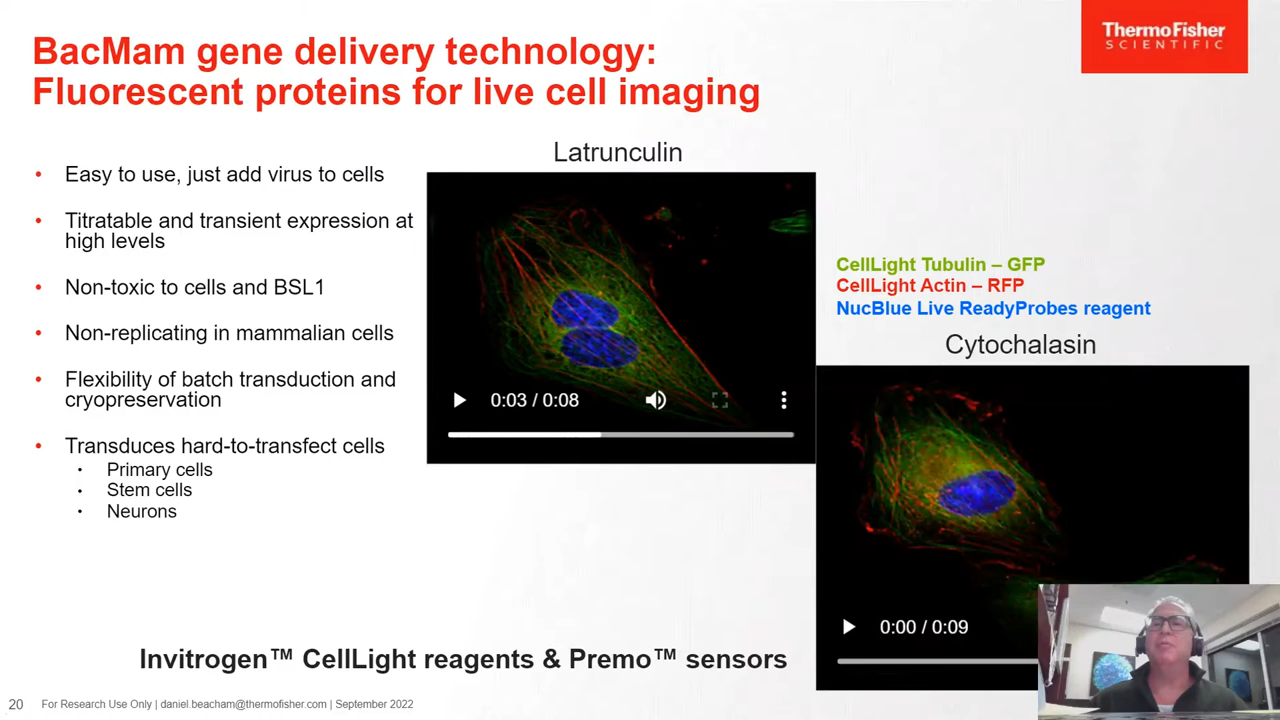 BacMam gene delivery technology:
Fluorescent proteins for live cell imaging
ThermoFisher
SCIENTIFIC
• Easy to use, just add virus to cells
• Titratable and transient expression at
high levels
• Non-toxic to cells and BSL1
• Non-replicating in mammalian cells
• Flexibility of batch transduction and
cryopreservation
• Transduces hard-to-transfect cells
• Primary cells
• Stem cells
• Neurons
Latrunculin
0:03 / 0:08
CellLight Tubulin – GFP
CellLight Actin – RFP
NucBlue Live ReadyProbes reagent
Cytochalasin
0:00 / 0:09
Invitrogen™ CellLight reagents & Premo™ sensors
20 For Research Use Only | daniel.beacham@thermofisher.com | September 2022